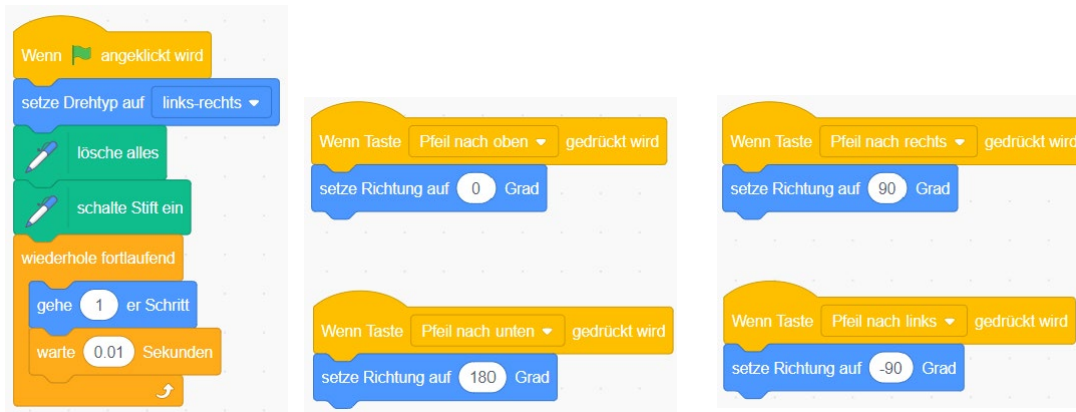 Wenn angeklickt wird
setze Drehtyp auf links-rechts
lösche alles
schalte Stift ein
wiederhole fortlaufend
gehe 1 er Schritt
warte 0.01 Sekunden
Wenn Taste Pfeil nach oben gedrückt wird
setze Richtung auf 0 Grad
Wenn Taste Pfeil nach unten gedrückt wird
setze Richtung auf 180 Grad
Wenn Taste Pfeil nach rechts gedrückt wird
setze Richtung auf 90 Grad
Wenn Taste Pfeil nach links gedrückt wird
setze Richtung auf -90 Grad